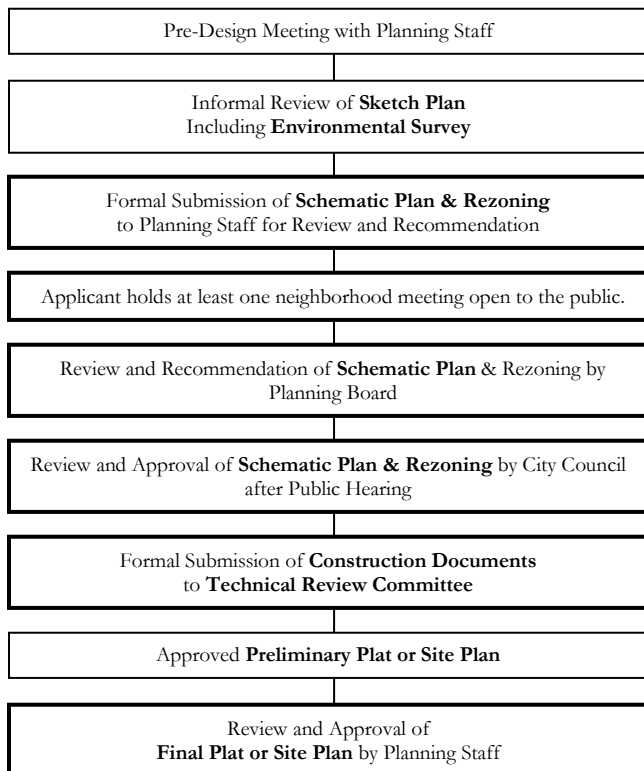 Pre-Design Meeting with Planning Staff
Informal Review of Sketch Plan
Including Environmental Survey
Formal Submission of Schematic Plan & Rezoning
to Planning Staff for Review and Recommendation
Applicant holds at least one neighborhood meeting open to the public.
Review and Recommendation of Schematic Plan & Rezoning by
Planning Board
Review and Approval of Schematic Plan & Rezoning by City Council
after Public Hearing
Formal Submission of Construction Documents
to Technical Review Committee
Approved Preliminary Plat or Site Plan
Review and Approval of
Final Plat or Site Plan by Planning Staff